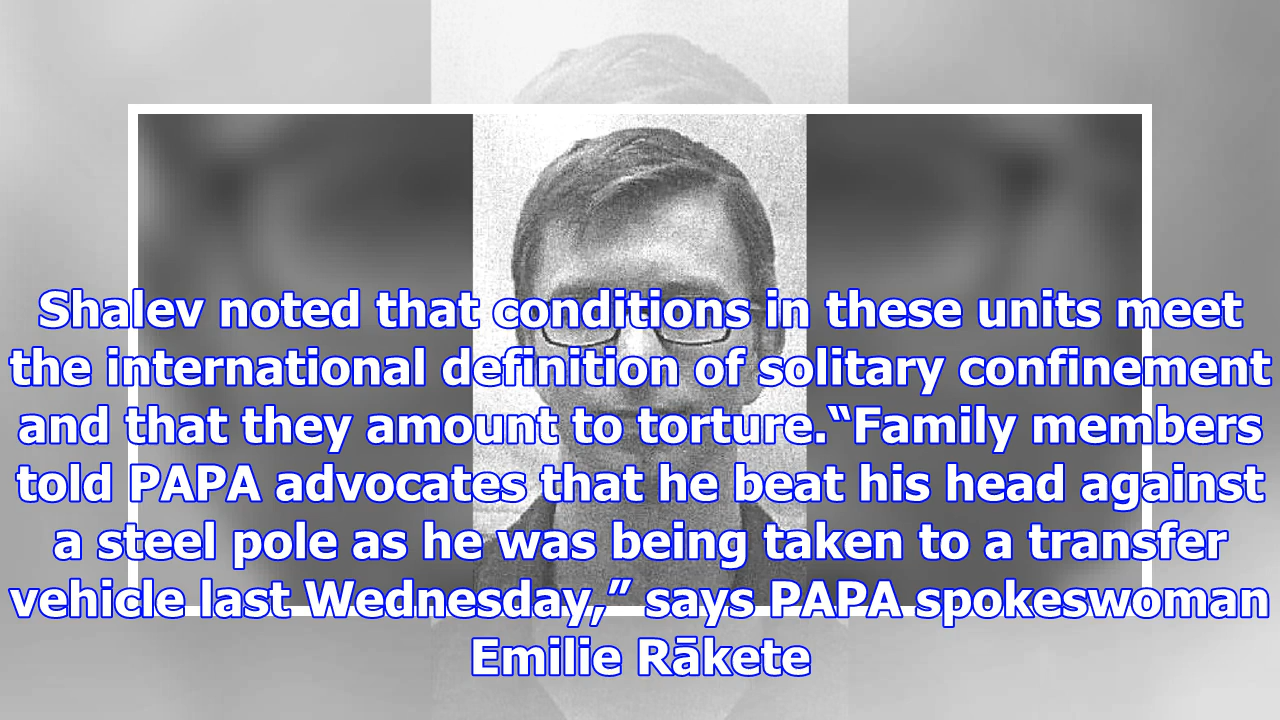 Shalev noted that conditions in these units meet
the international definition of solitary confinement
and that they amount to torture.“Family members
told PAPA advocates that he beat his head against
a steel pole as he was being taken to a transfer
vehicle last Wednesday,” says PAPA spokeswoman
Emilie Rākete